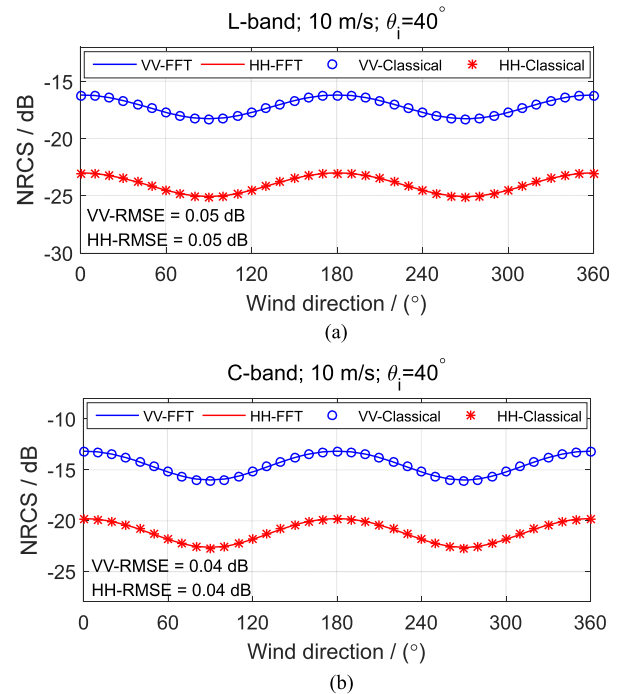 L-band; 10 m/s; θi=40°
VV-FFT HH-FFT VV-Classical HH-Classical
-15
-20
-25
-30
NRCS / dB
VV-RMSE = 0.05 dB
HH-RMSE = 0.05 dB
0 60 120 180 240 300 360
Wind direction / (°)
(a)
C-band; 10 m/s; θi=40°
VV-FFT HH-FFT VV-Classical HH-Classical
-10
-15
-20
-25
NRCS / dB
VV-RMSE = 0.04 dB
HH-RMSE = 0.04 dB
0 60 120 180 240 300 360
Wind direction / (°)
(b)